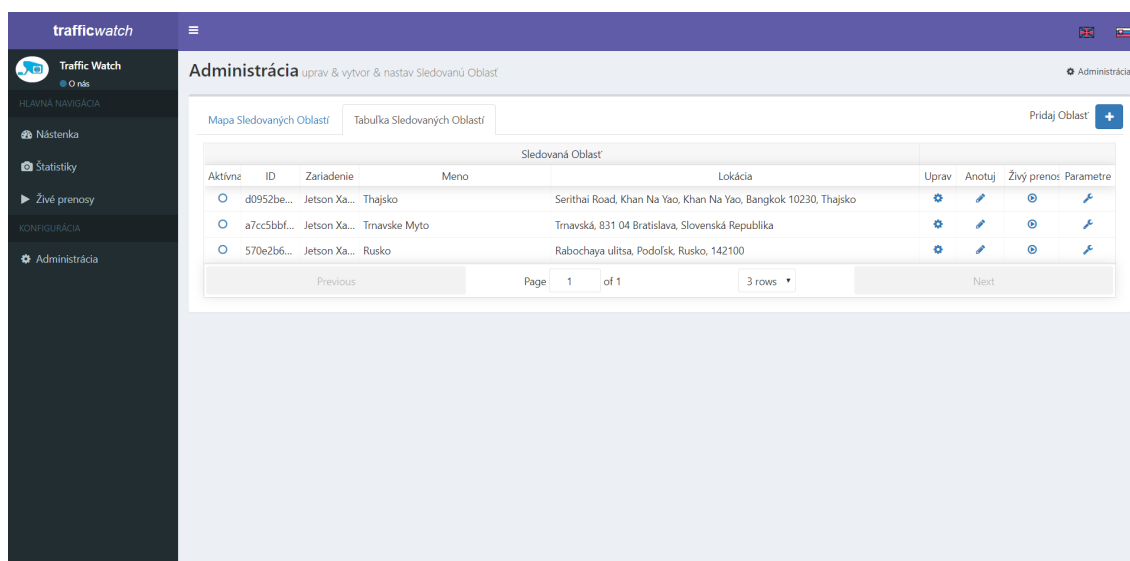 trafficwatch
Traffic Watch
O nás
HLAVNÁ NAVIGÁCIA
Nástenka
Štatistiky
Živé prenosy
KONFIGURÁCIA
Administrácia
Administrácia uprav & vytvor & nastav Sledovanú Oblasť
Administrácia
Mapa Sledovaných Oblastí Tabuľka Sledovaných Oblastí
Pridaj Oblasť +
Sledovaná Oblasť
Aktívna ID Zariadenie Meno Lokácia Uprav Anotuj Živý prenos Parametre
d0952be... Jetson Xa... Thajsko Serithai Road, Khan Na Yao, Khan Na Yao, Bangkok 10230, Thajsko
a7cc5bbf... Jetson Xa... Trnavske Myto Trnavská, 831 04 Bratislava, Slovenská Republika
570e2b6... Jetson Xa... Rusko Rabochaya ulitsa, Podoľsk, Rusko, 142100
Previous Page 1 of 1 3 rows Next